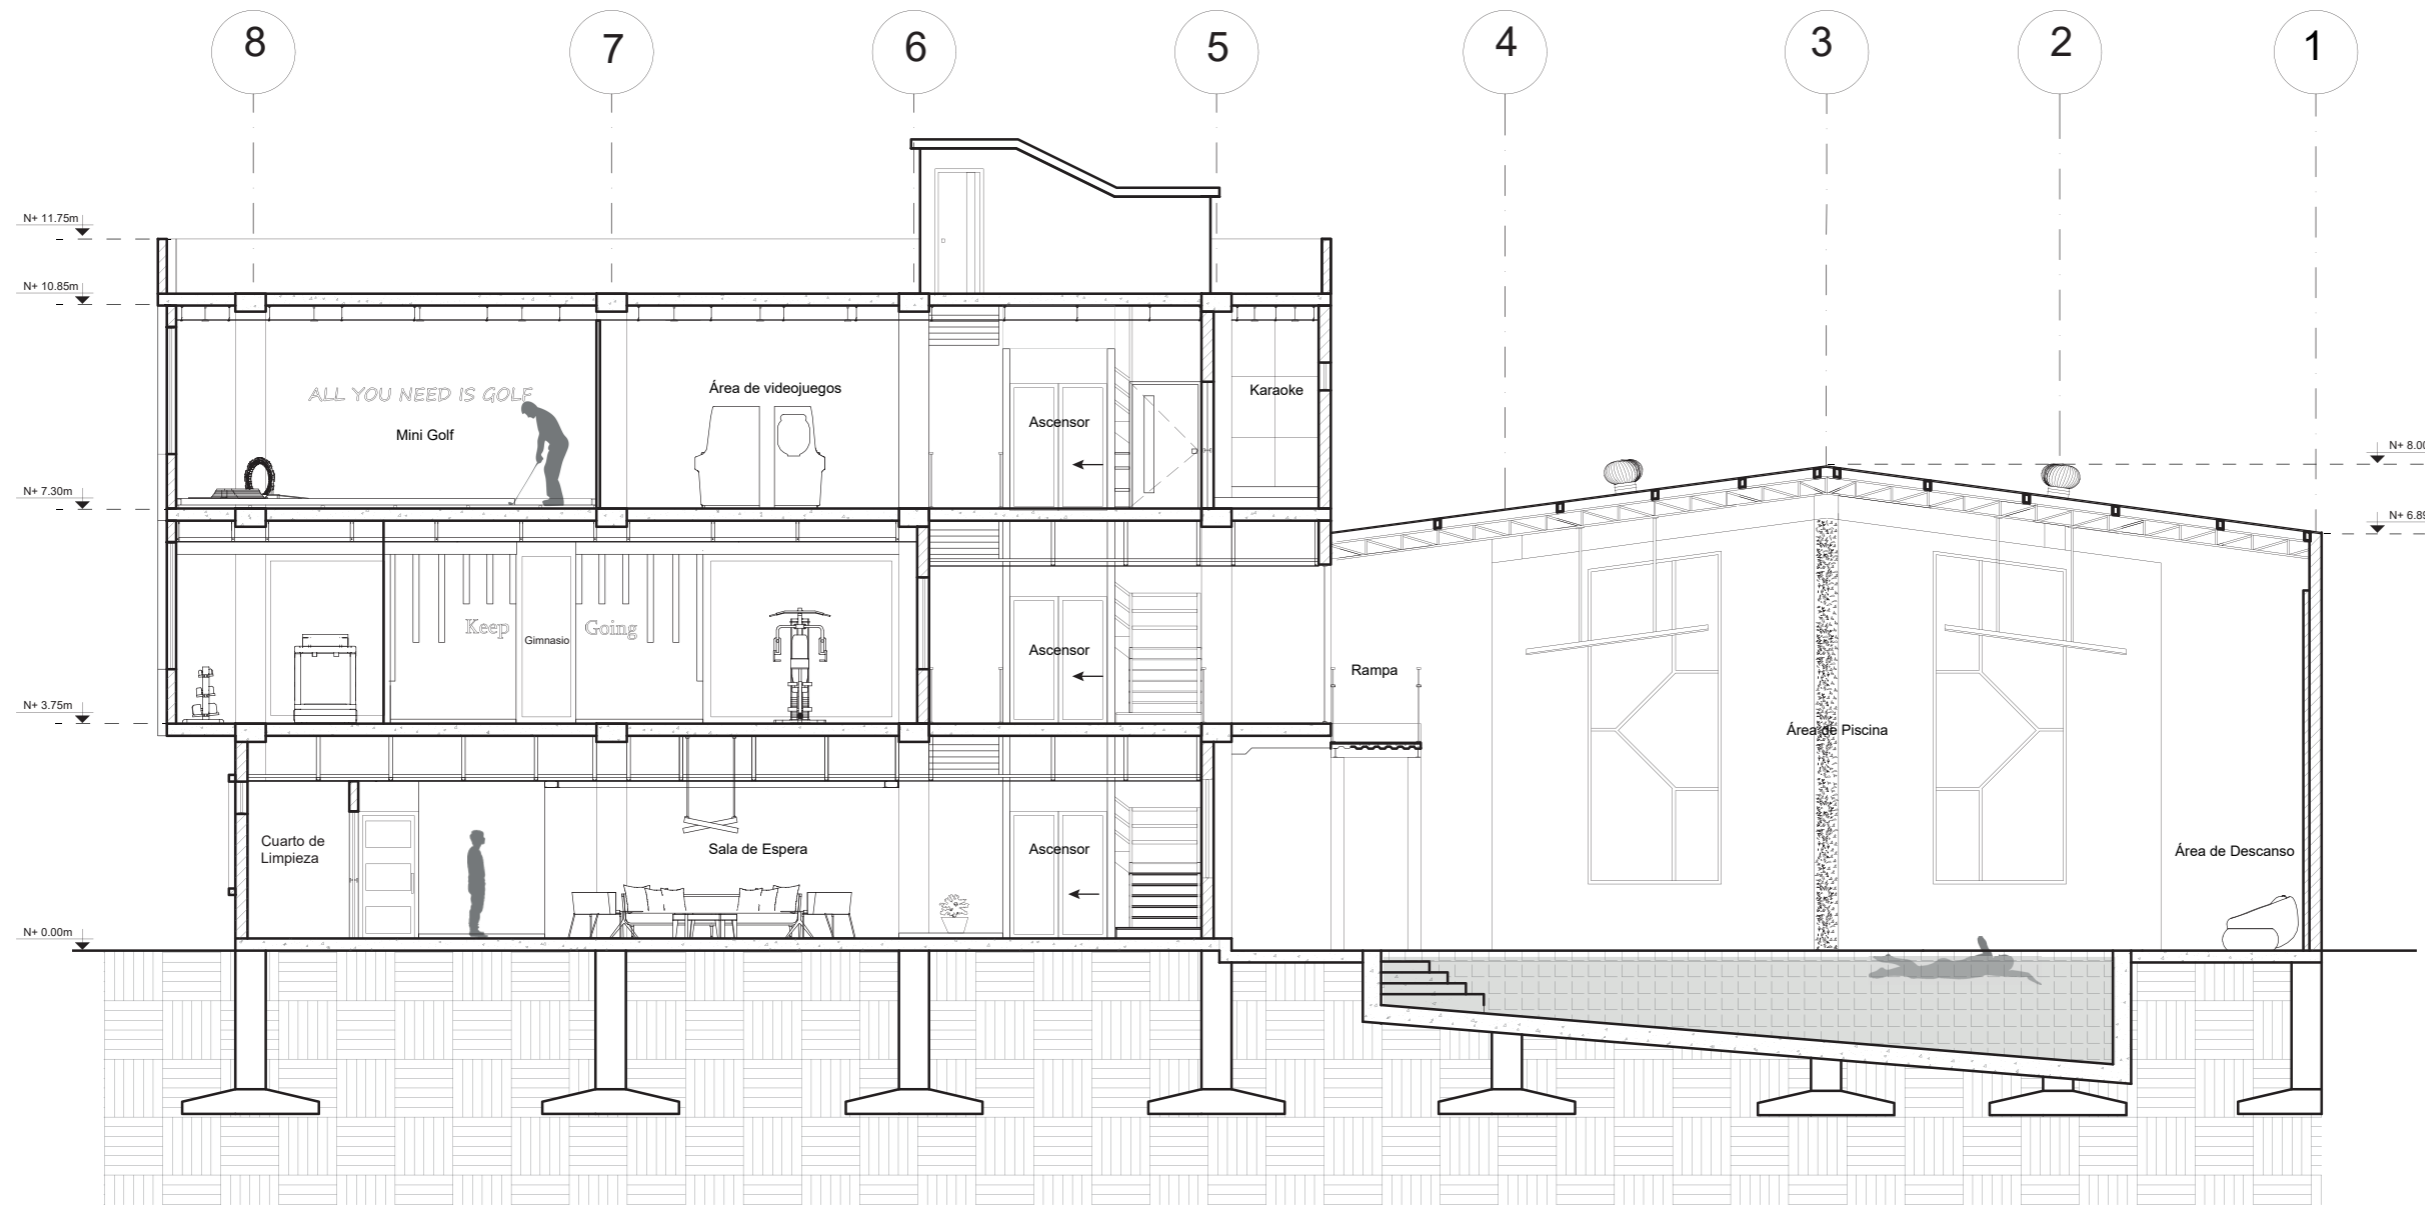 8 7 6 5 4 3 2 1
N+ 11.75m
N+ 10.85m
ALL YOU NEED IS GOLF
Mini Golf
Área de videojuegos
Ascensor
Karaoke
N+ 8.00
N+ 7.30m
N+ 6.89
Keep Going
Gimnasio
Ascensor
Rampa
N+ 3.75m
Área de Piscina
Cuarto de
Limpieza
Sala de Espera
Ascensor
Área de Descanso
N+ 0.00m